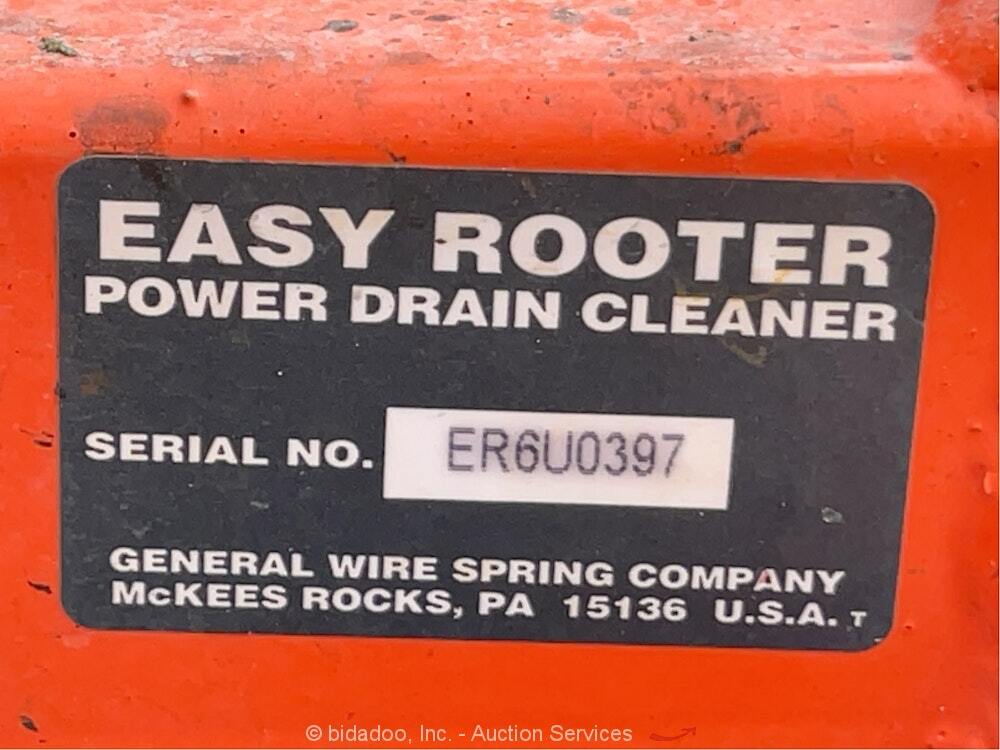 EASY ROOTER
POWER DRAIN CLEANER
SERIAL NO. ER6U0397
GENERAL WIRE SPRING COMPANY
McKEES ROCKS, PA 15136 U.S.A. T
© bidadoo, Inc. - Auction Services